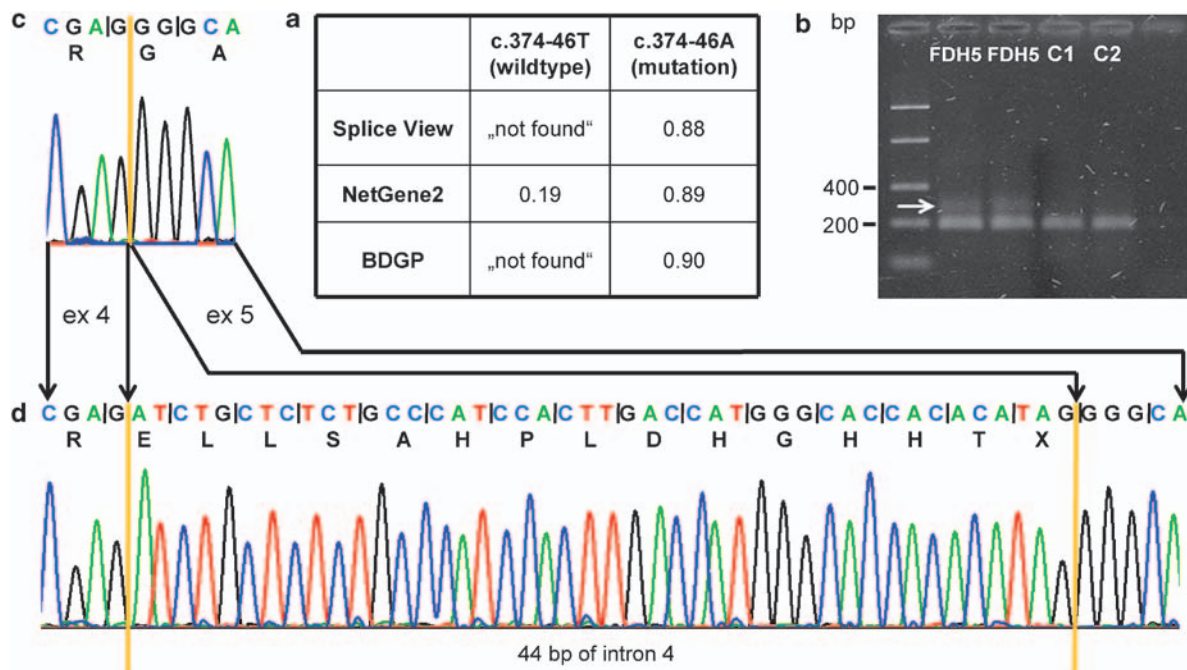 c
C G A|G G G|G C A
R G A
a
c.374-46T
(wildtype)
c.374-46A
(mutation)
Splice View
„not found“
0.88
NetGene2
0.19
0.89
BDGP
„not found“
0.90
b
bp
FDH5 FDH5 C1 C2
400
200
ex 4
ex 5
d
C G A|G A T|C T G|C T C|T C T|G C C|C A T|C C A|C T T|G A C|C A T|G G G|C A C|C A C|A C A|T A G|G G G C A
R E L L S A H P L D H G H H T X
44 bp of intron 4